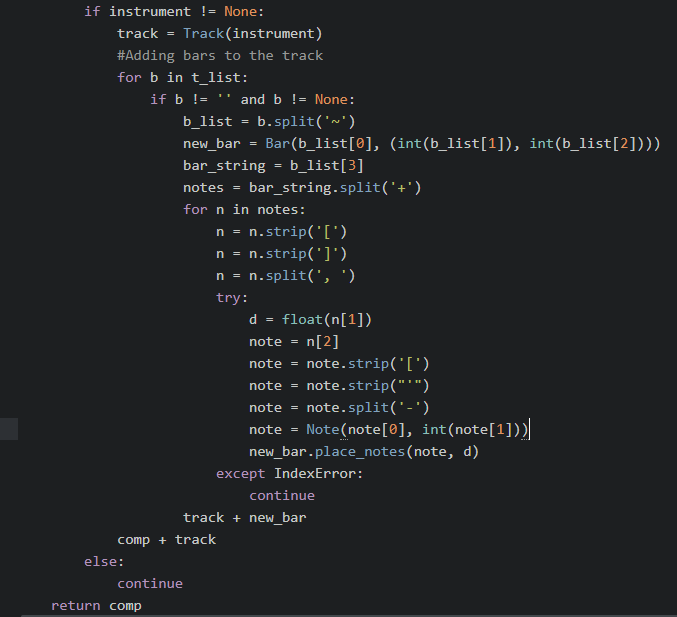 if instrument != None:
track = Track(instrument)
#Adding bars to the track
for b in t_list:
if b != '' and b != None:
b_list = b.split('~')
new_bar = Bar(b_list[0], (int(b_list[1]), int(b_list[2])))
bar_string = b_list[3]
notes = bar_string.split('+')
for n in notes:
n = n.strip('[')
n = n.strip(']')
n = n.split(', ')
try:
d = float(n[1])
note = n[2]
note = note.strip('[')
note = note.strip("'")
note = note.split('-')
note = Note(note[0], int(note[1]))
new_bar.place_notes(note, d)
except IndexError:
continue
track + new_bar
comp + track
else:
continue
return comp